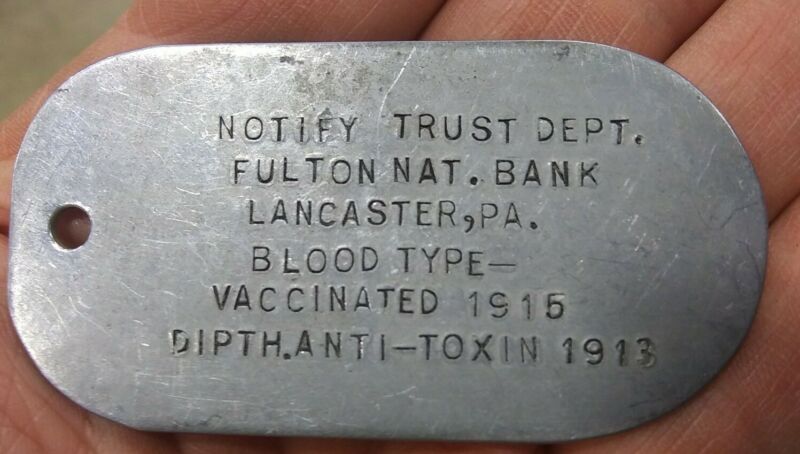 NOTIFY TRUST DEPT.
FULTON NAT. BANK
LANCASTER, PA.
BLOOD TYPE—
VACCINATED 1915
DIPTH. ANTI-TOXIN 1913